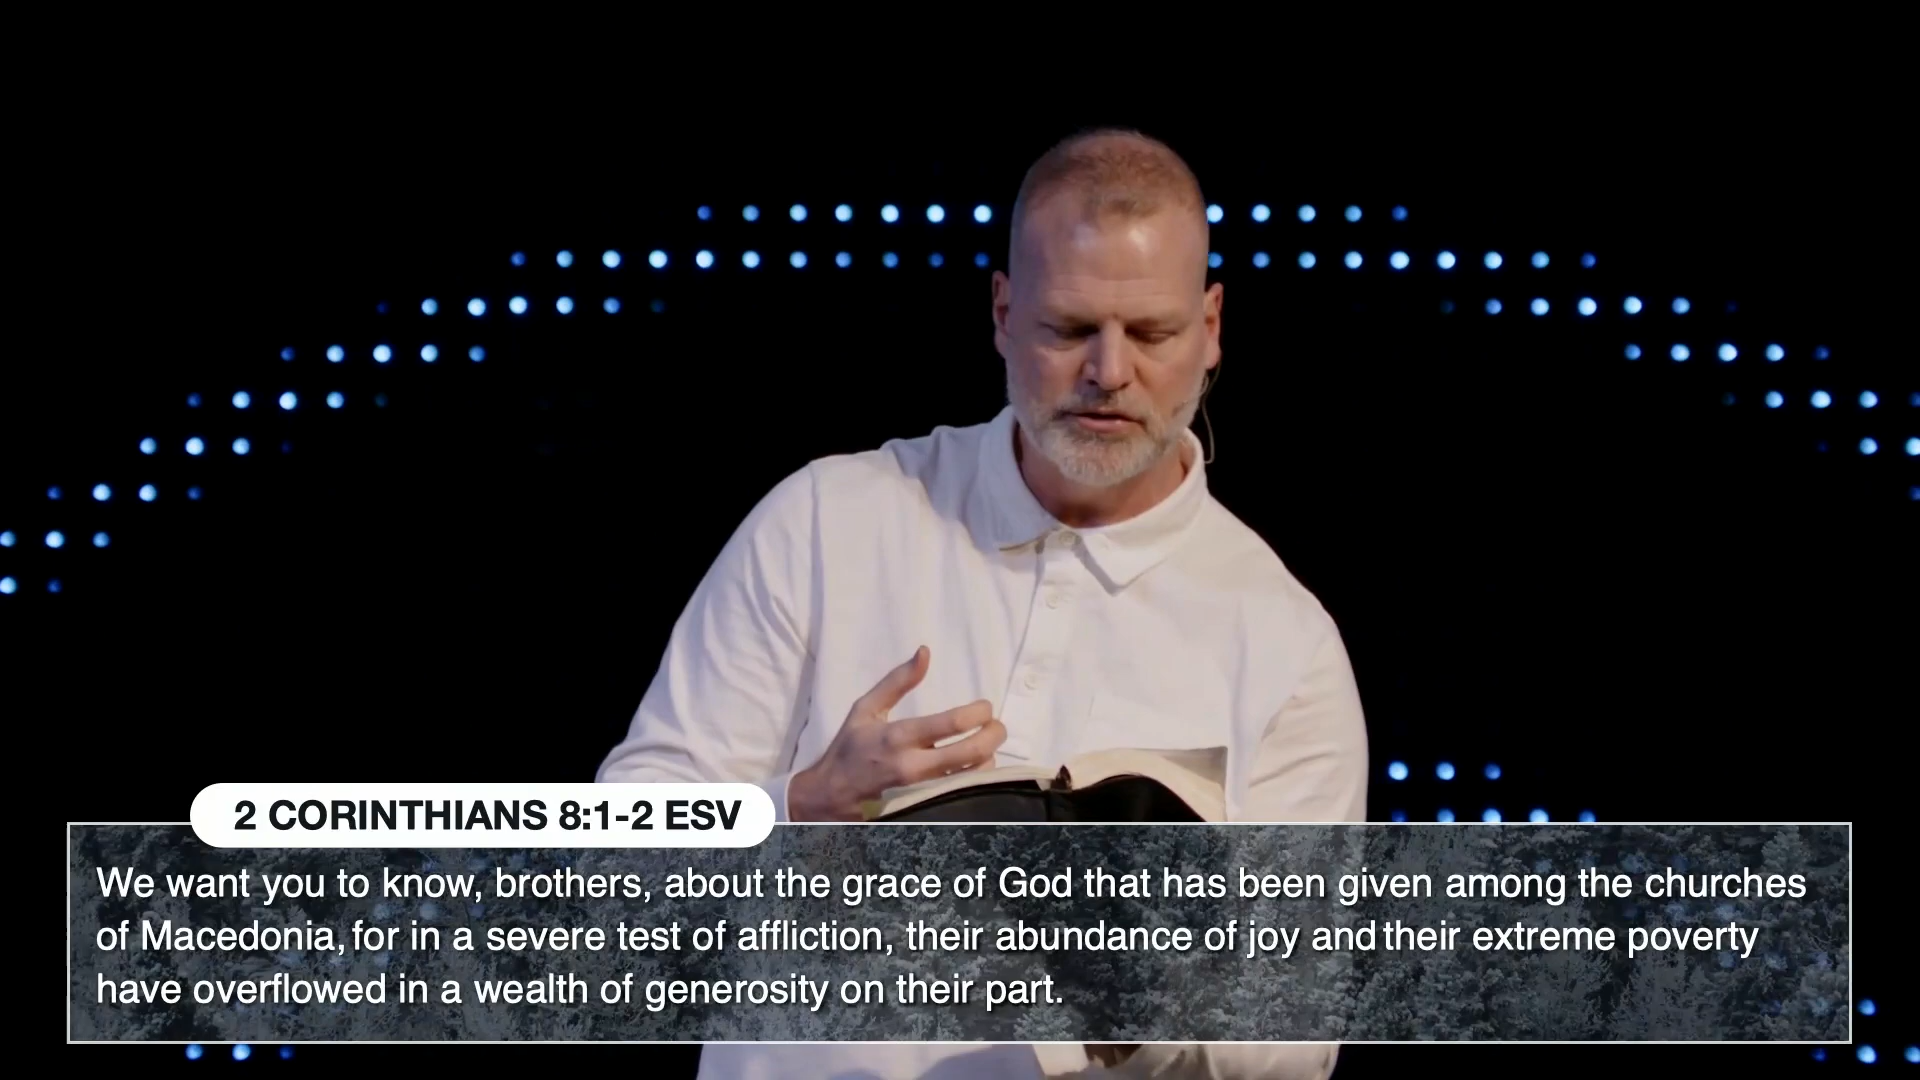 2 CORINTHIANS 8:1-2 ESV
We want you to know, brothers, about the grace of God that has been given among the churches
of Macedonia, for in a severe test of affliction, their abundance of joy and their extreme poverty
have overflowed in a wealth of generosity on their part.